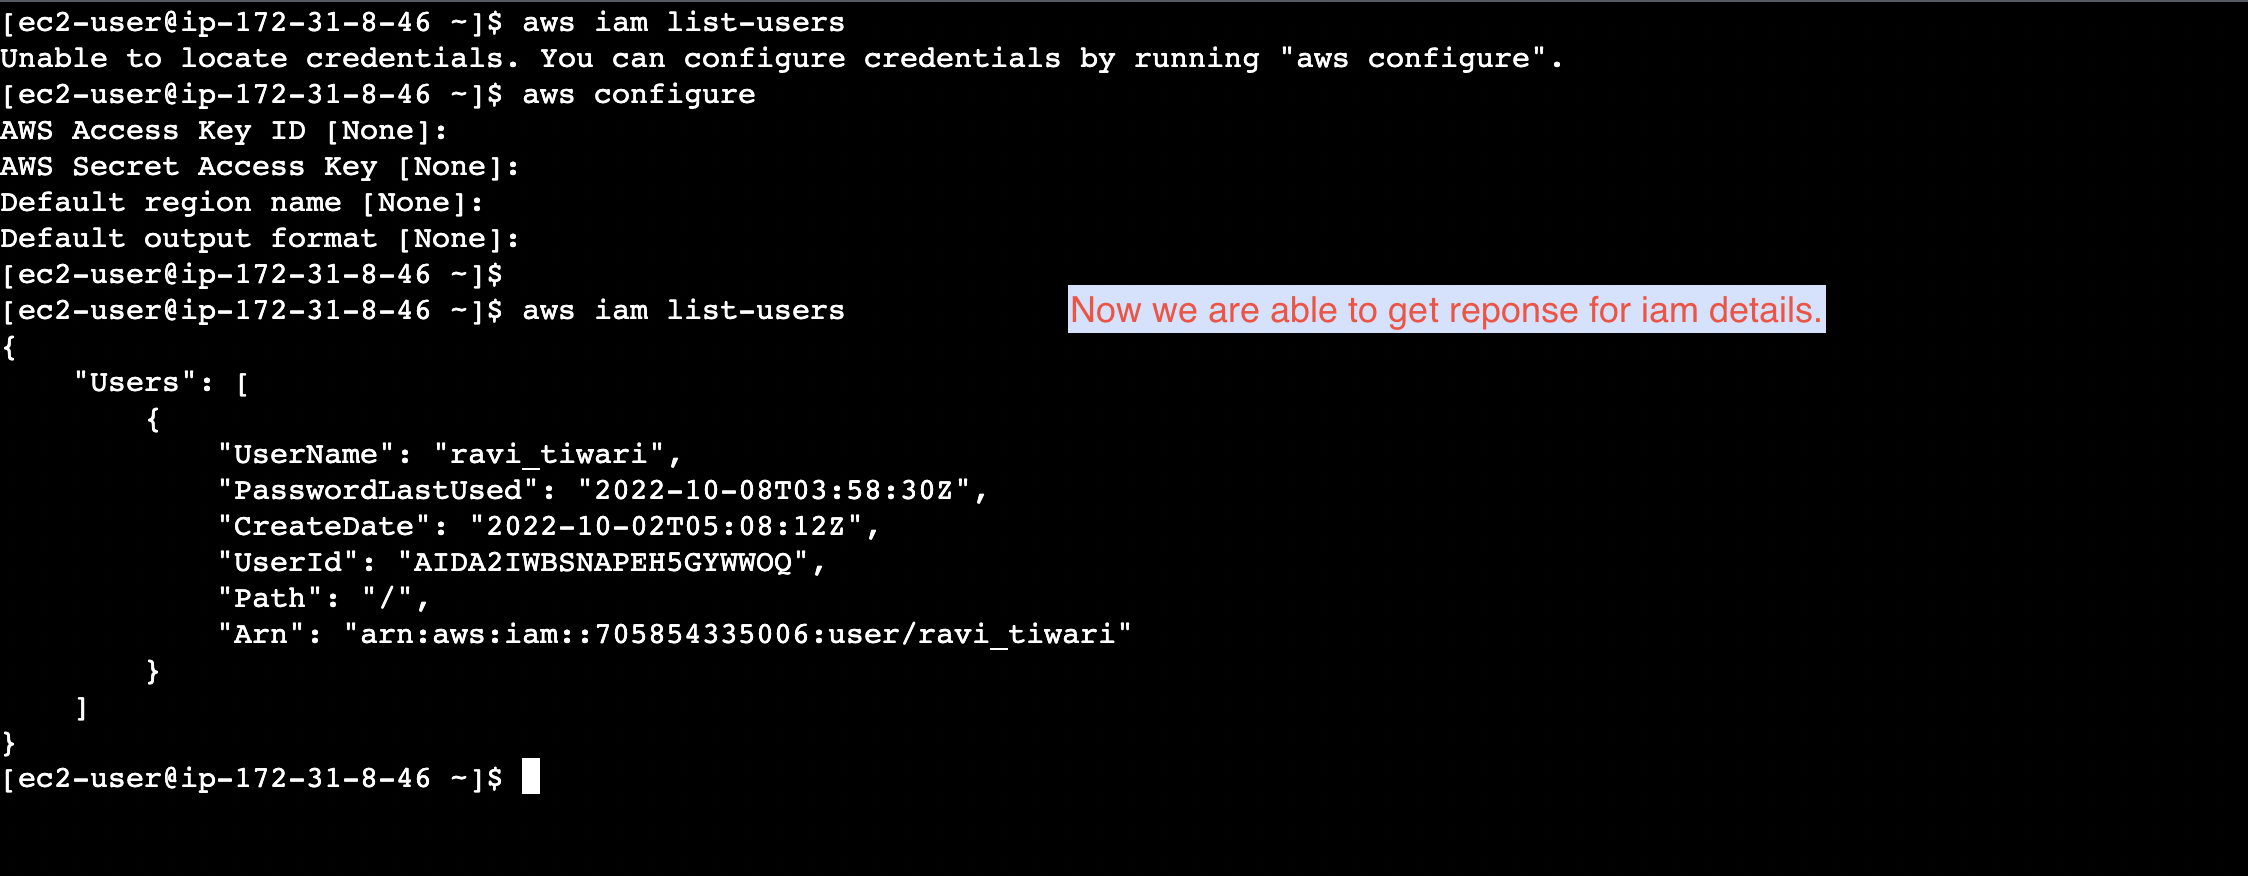 [ec2-user@ip-172-31-8-46 ~]$ aws iam list-users
Unable to locate credentials. You can configure credentials by running "aws configure".
[ec2-user@ip-172-31-8-46 ~]$ aws configure
AWS Access Key ID [None]:
AWS Secret Access Key [None]:
Default region name [None]:
Default output format [None]:
[ec2-user@ip-172-31-8-46 ~]$
[ec2-user@ip-172-31-8-46 ~]$ aws iam list-users
Now we are able to get reponse for iam details.
{
    "Users": [
        {
            "UserName": "ravi_tiwari",
            "PasswordLastUsed": "2022-10-08T03:58:30Z",
            "CreateDate": "2022-10-02T05:08:12Z",
            "UserId": "AIDA2IWBSNAPEH5GYWWOQ",
            "Path": "/",
            "Arn": "arn:aws:iam::705854335006:user/ravi_tiwari"
        }
    ]
}
[ec2-user@ip-172-31-8-46 ~]$